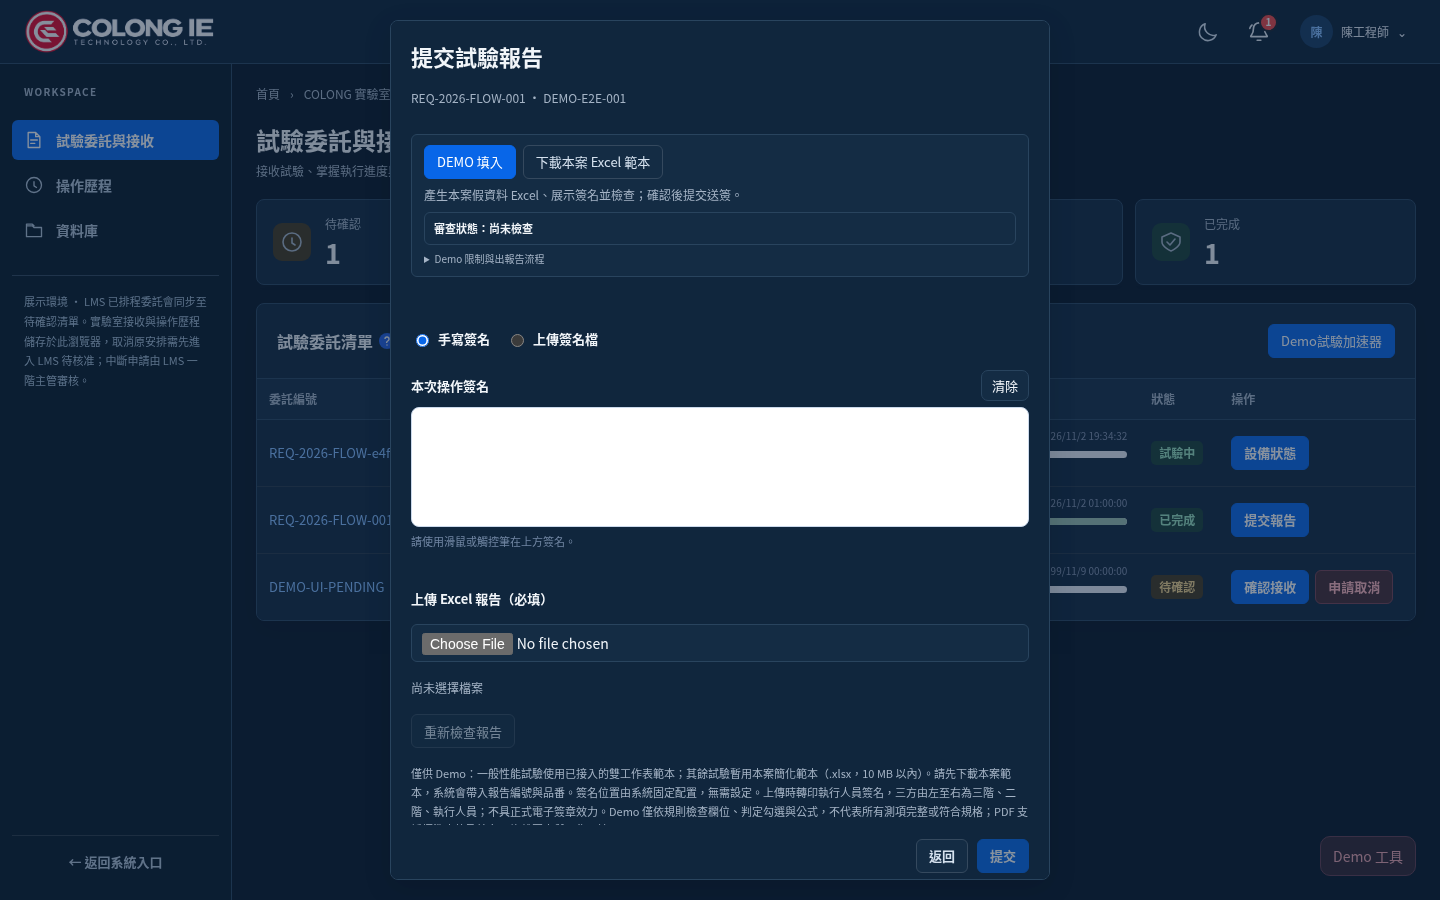 COLONG IE
TECHNOLOGY CO., LTD.
1
陳
陳工程師
WORKSPACE
試驗委託與接收
操作歷程
資料庫
展示環境 · LMS 已排程委託會同步至
待確認清單。實驗室接收與操作歷程
儲存於此瀏覽器，取消原安排需先進
入 LMS 待核准；中斷申請由 LMS 一
階主管審核。
← 返回系統入口
首頁 › COLONG 實驗室
試驗委託與接
接收試驗、掌握執行進度
待確認
1
已完成
1
試驗委託清單 ?
Demo試驗加速器
委託編號
狀態
操作
REQ-2026-FLOW-e4f
26/11/2 19:34:32
試驗中
設備狀態
REQ-2026-FLOW-001
26/11/2 01:00:00
已完成
提交報告
DEMO-UI-PENDING
99/11/9 00:00:00
待確認
確認接收
申請取消
Demo 工具
提交試驗報告
REQ-2026-FLOW-001 · DEMO-E2E-001
DEMO 填入
下載本案 Excel 範本
產生本案假資料 Excel、展示簽名並檢查；確認後提交送簽。
審查狀態：尚未檢查
▶ Demo 限制與出報告流程
手寫簽名
上傳簽名檔
本次操作簽名
清除
請使用滑鼠或觸控筆在上方簽名。
上傳 Excel 報告（必填）
Choose File No file chosen
尚未選擇檔案
重新檢查報告
僅供 Demo：一般性能試驗使用已接入的雙工作表範本；其餘試驗暫用本案簡化範本（.xlsx，10 MB 以內）。請先下載本案範
本，系統會帶入報告編號與品番。簽名位置由系統固定配置，無需設定。上傳時轉印執行人員簽名，三方由左至右為三階、二
階、執行人員；不具正式電子簽章效力。Demo 僅依規則檢查欄位、判定勾選與公式，不代表所有測項完整或符合規格；PDF 支
返回
提交